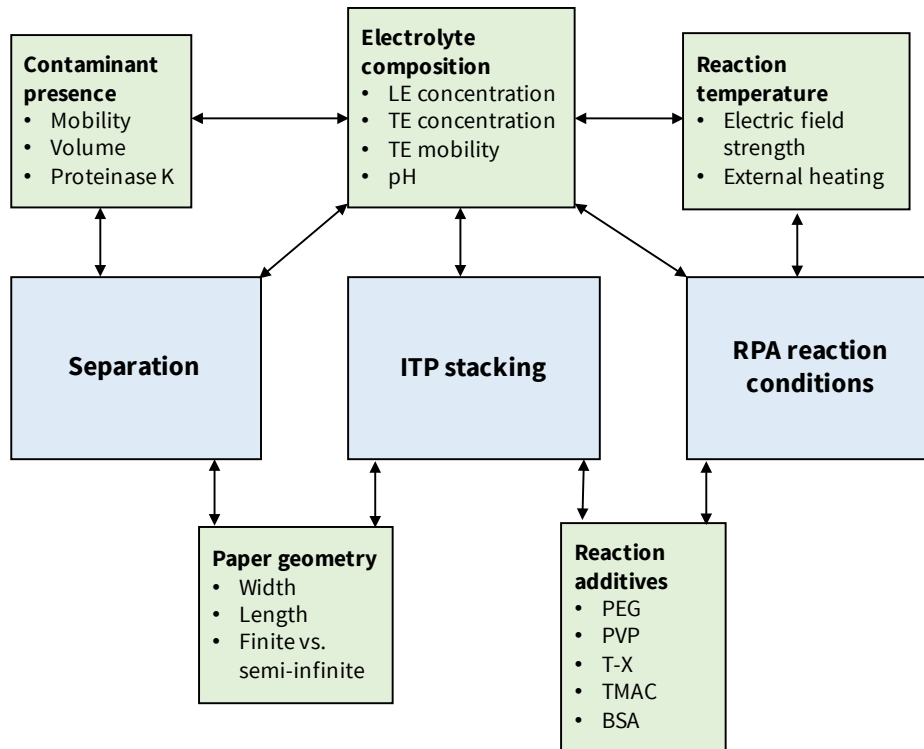 Contaminant
presence
• Mobility
• Volume
• Proteinase K
Electrolyte
composition
• LE concentration
• TE concentration
• TE mobility
• pH
Reaction
temperature
• Electric field
strength
• External heating
Separation
ITP stacking
RPA reaction
conditions
Paper geometry
• Width
• Length
• Finite vs.
semi-infinite
Reaction
additives
• PEG
• PVP
• T-X
• TMAC
• BSA